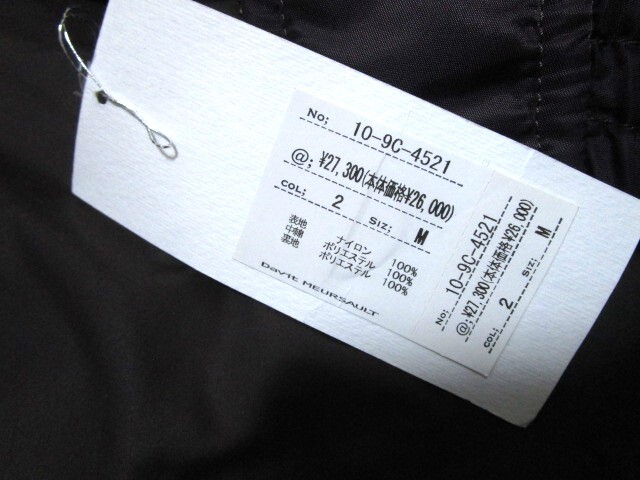 No; 10-9C-4521
@; ¥27,300(本体価格¥26,000)
COL; 2 SIZ; M
表地 ナイロン 100%
中綿 ポリエステル 100%
裏地 ポリエステル 100%
Davit MEURSAULT
No; 10-9C-4521
@; ¥27,300(本体価格¥26,000)
COL; 2 SIZ; M